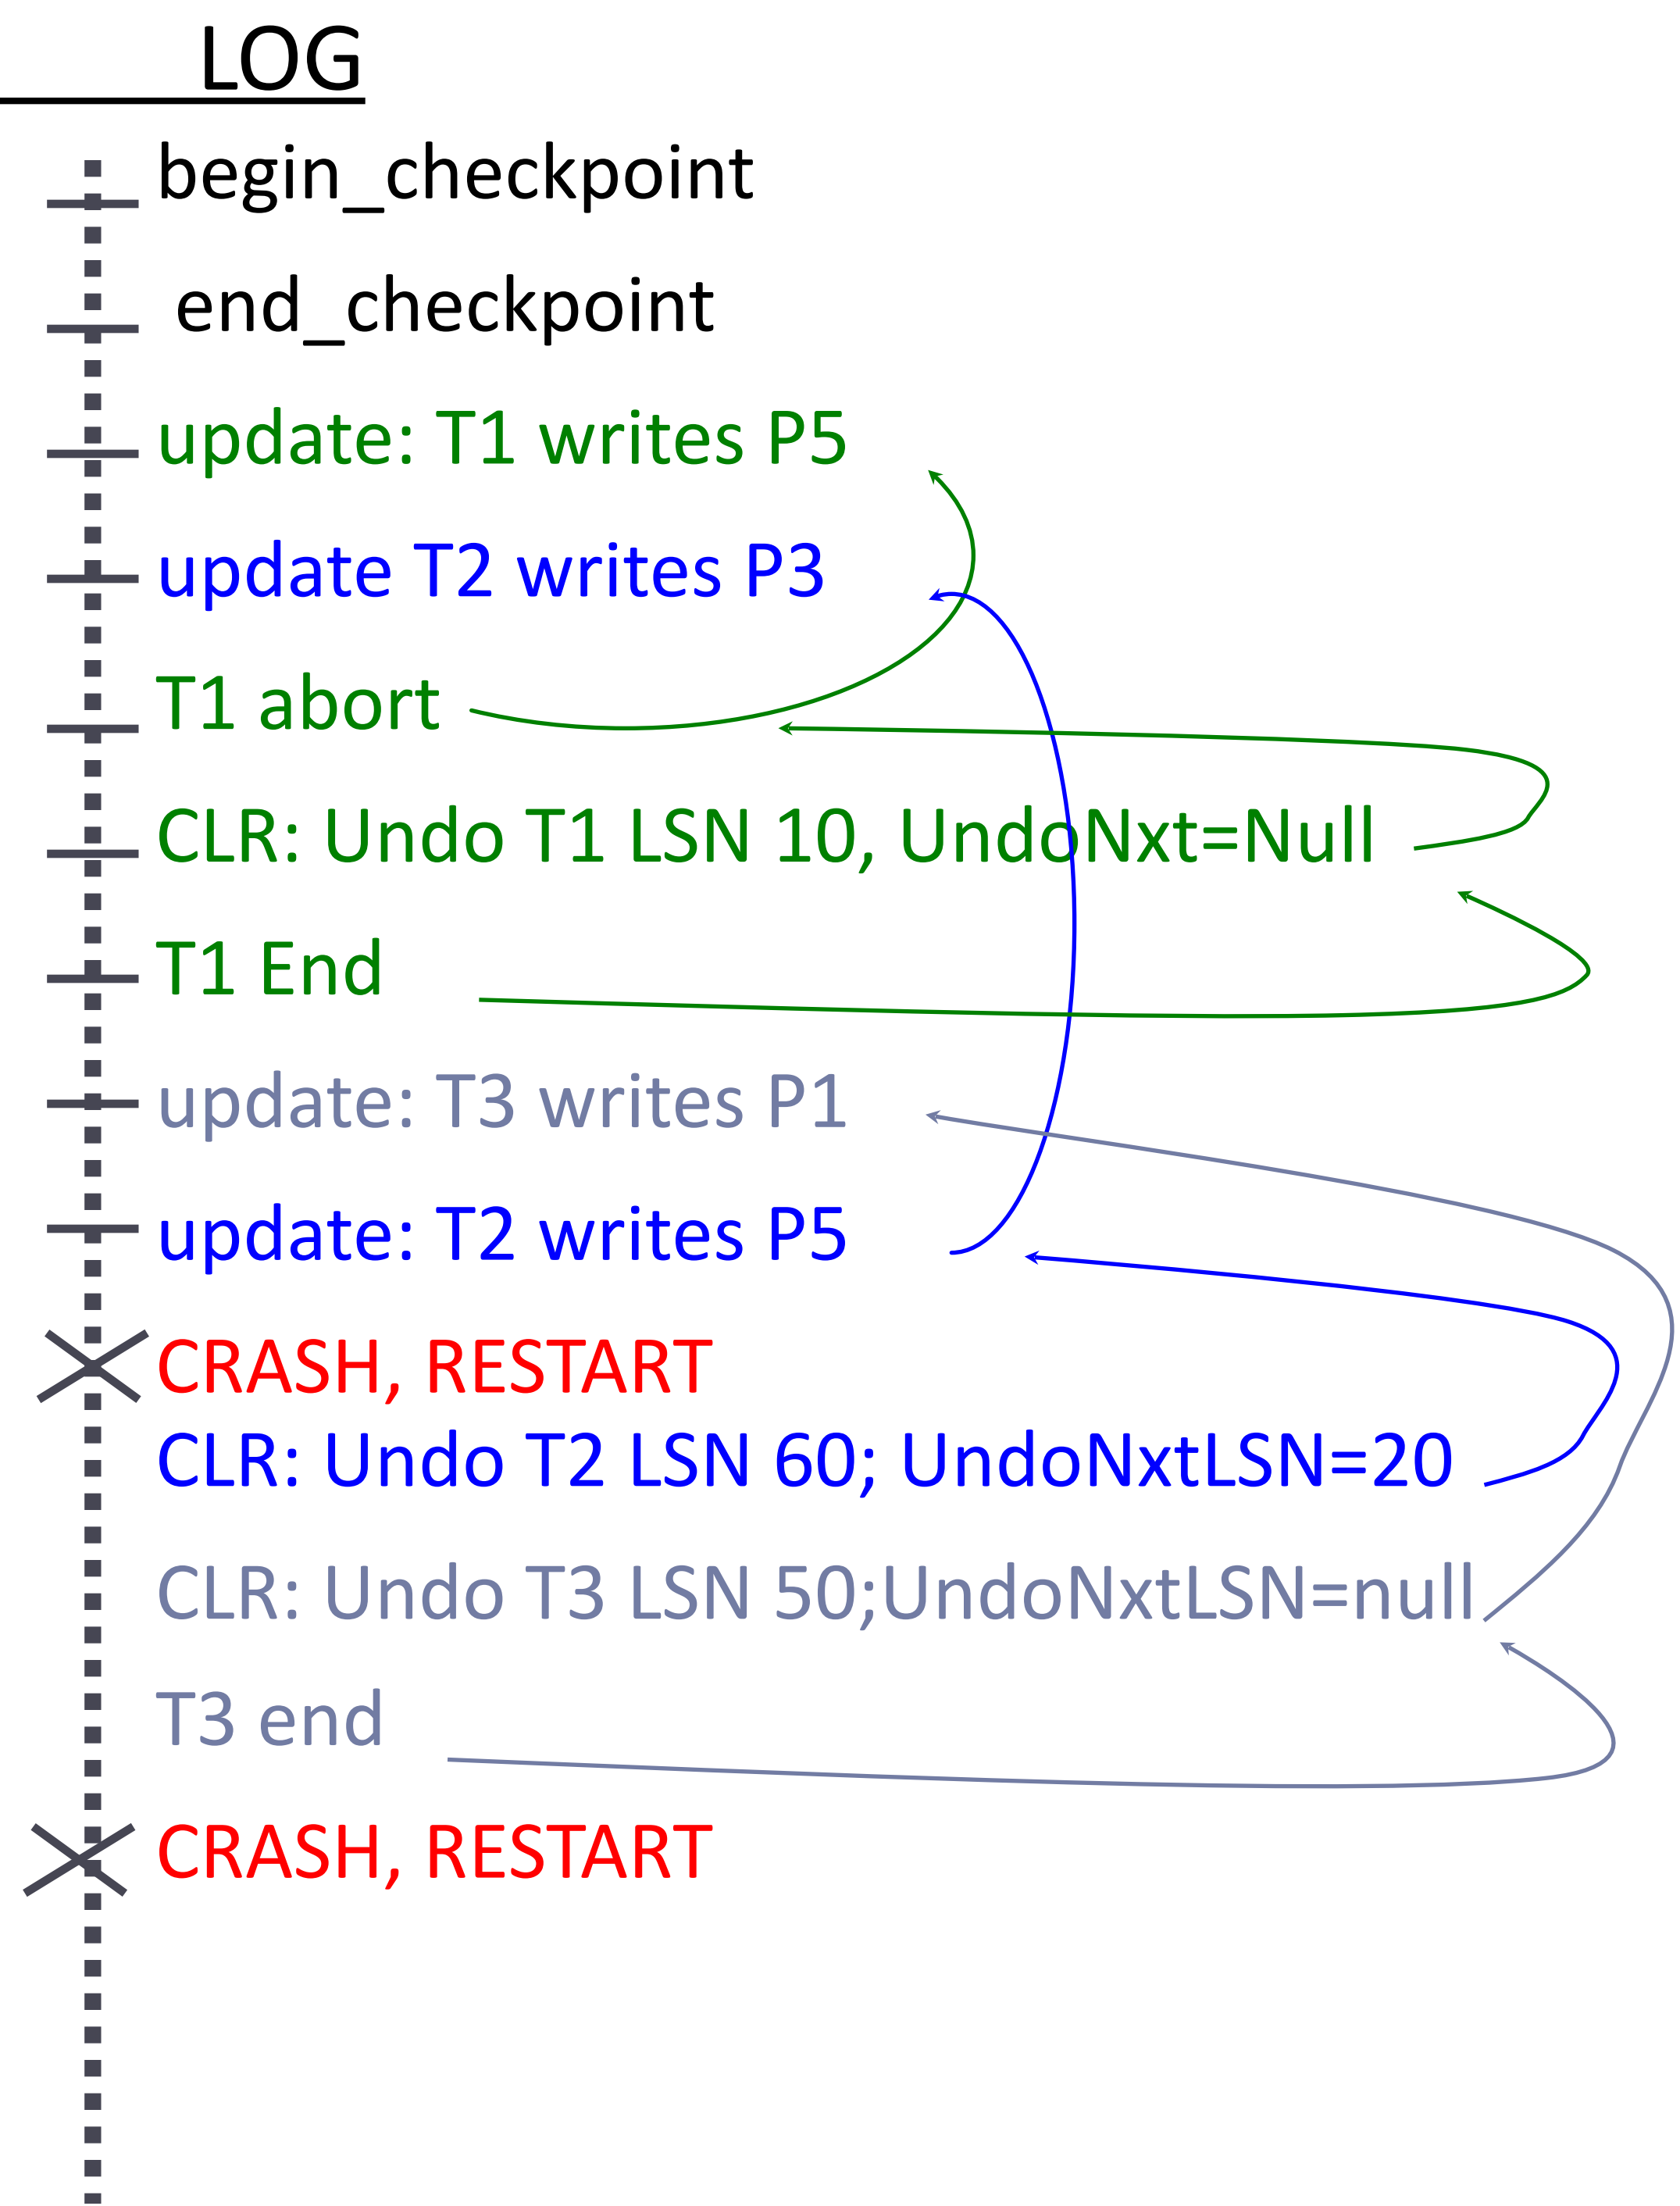 LOG
begin_checkpoint
end_checkpoint
update: T1 writes P5
update T2 writes P3
T1 abort
CLR: Undo T1 LSN 10, UndoNxt=Null
T1 End
update: T3 writes P1
update: T2 writes P5
CRASH, RESTART
CLR: Undo T2 LSN 60; UndoNxtLSN=20
CLR: Undo T3 LSN 50;UndoNxtLSN=null
T3 end
CRASH, RESTART